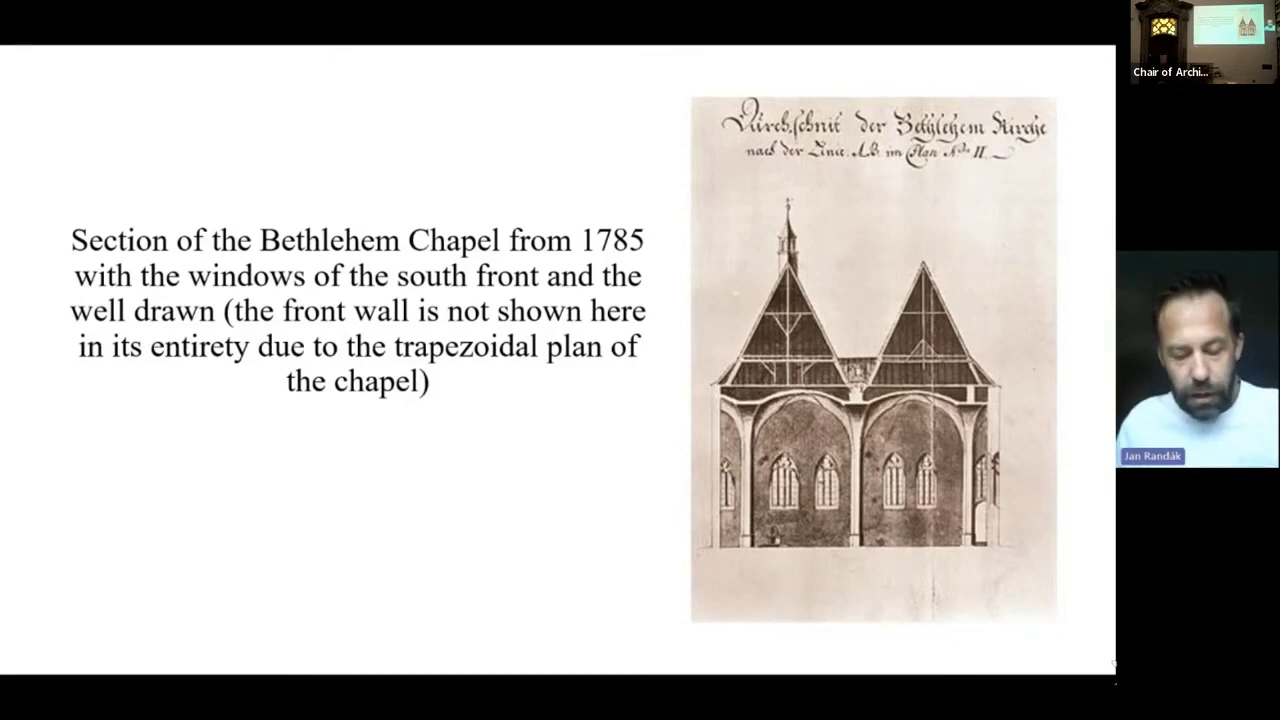 Section of the Bethlehem Chapel from 1785
with the windows of the south front and the
well drawn (the front wall is not shown here
in its entirety due to the trapezoidal plan of
the chapel)
Durchschnit der Bethlehem Kirche
nach der Linie AB. im Plan Nro II.
Chair of Archi...
Jan Randák